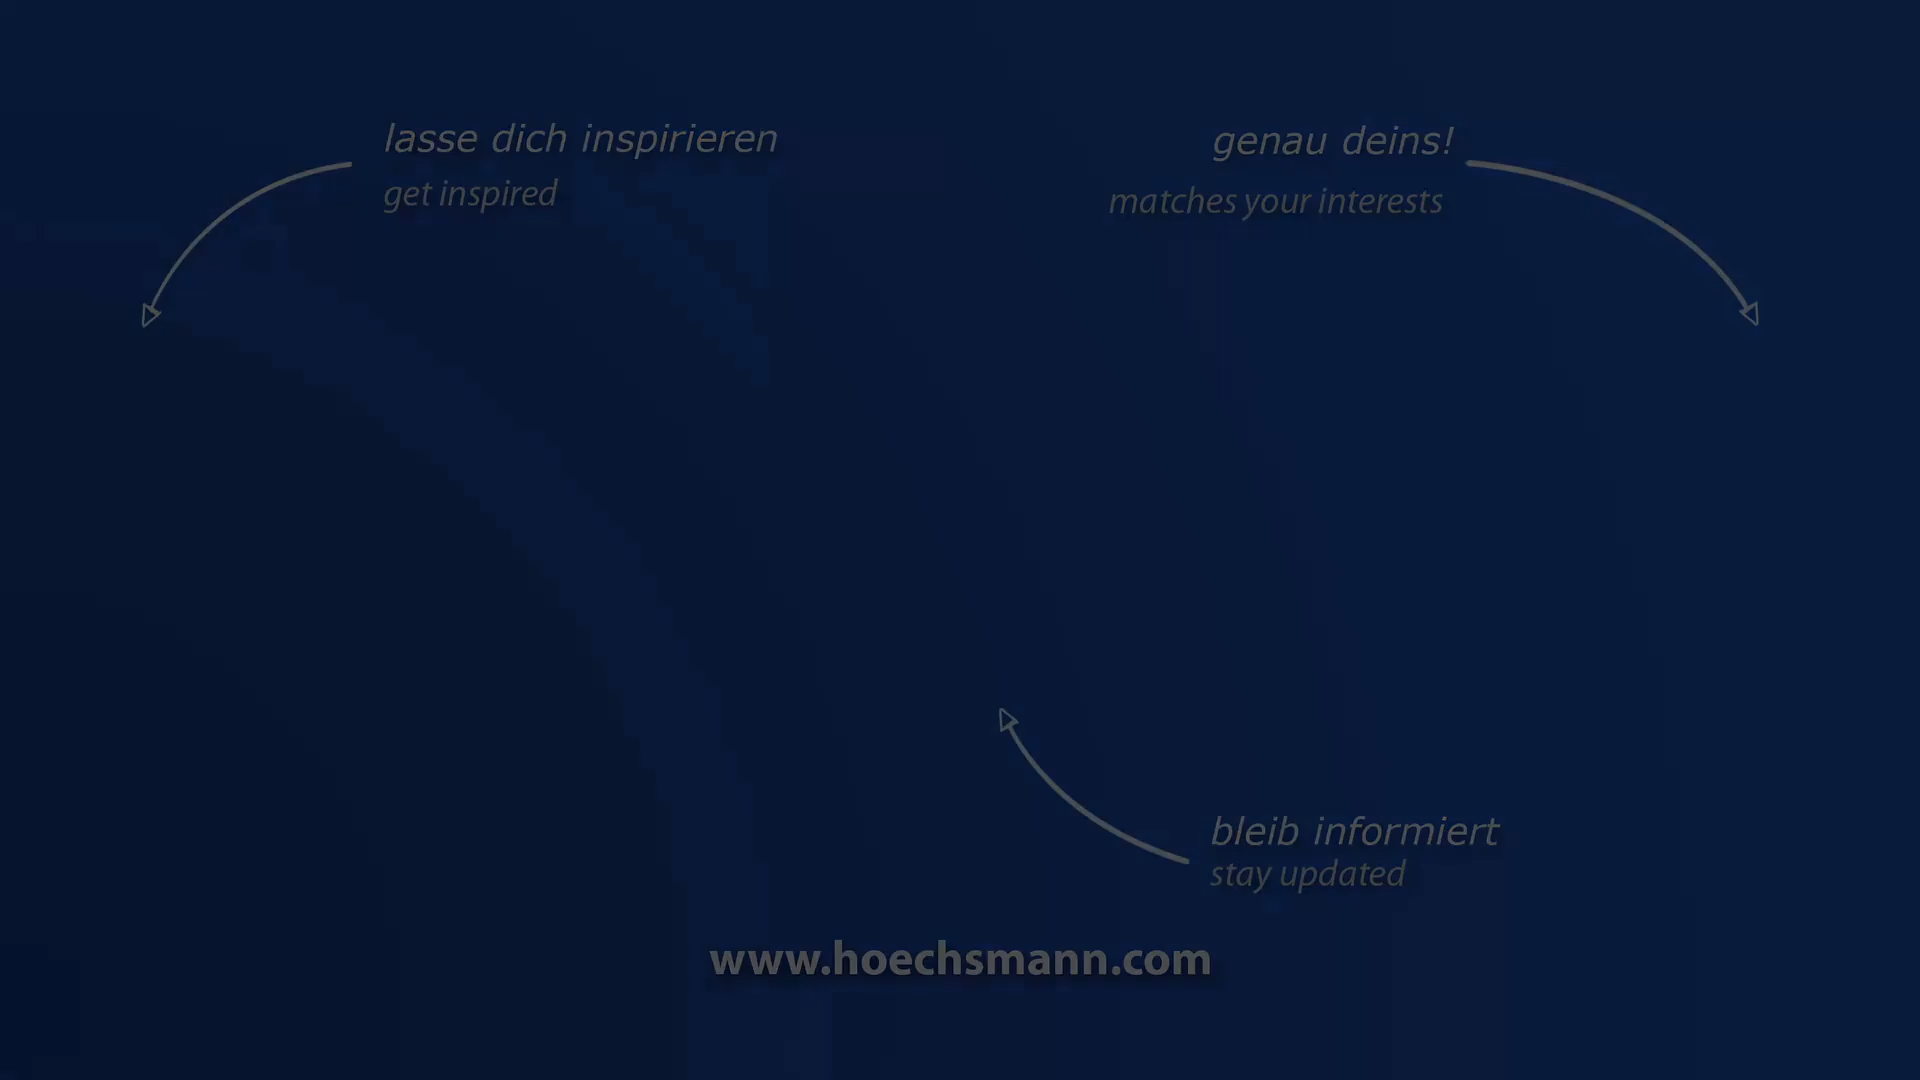 lasse dich inspirieren
get inspired
genau deins!
matches your interests
bleib informiert
stay updated
www.hoechsmann.com